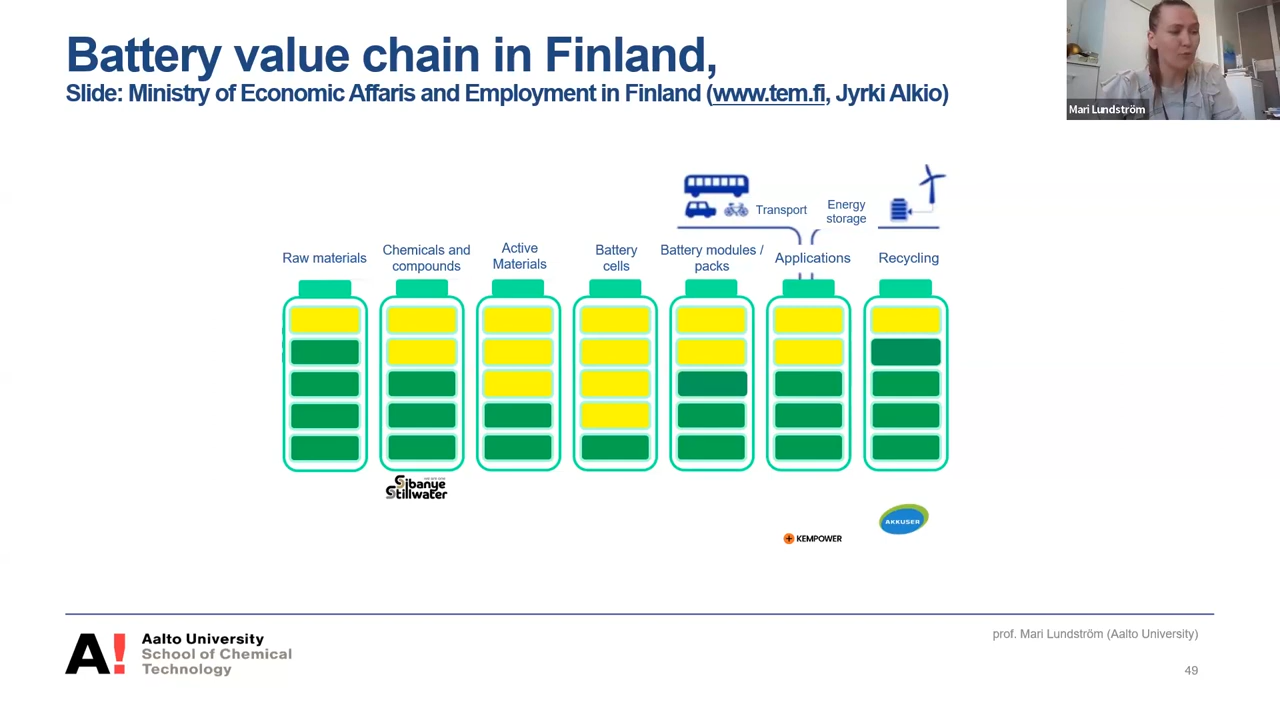 Battery value chain in Finland,
Slide: Ministry of Economic Affaris and Employment in Finland (www.tem.fi, Jyrki Alkio)
Mari Lundström
Transport
Energy
storage
Raw materials
Chemicals and
compounds
Active
Materials
Battery
cells
Battery modules /
packs
Applications
Recycling
Sibanye
Stillwater
AKKUSER
KEMPOWER
A!
Aalto University
School of Chemical
Technology
prof. Mari Lundström (Aalto University)
49